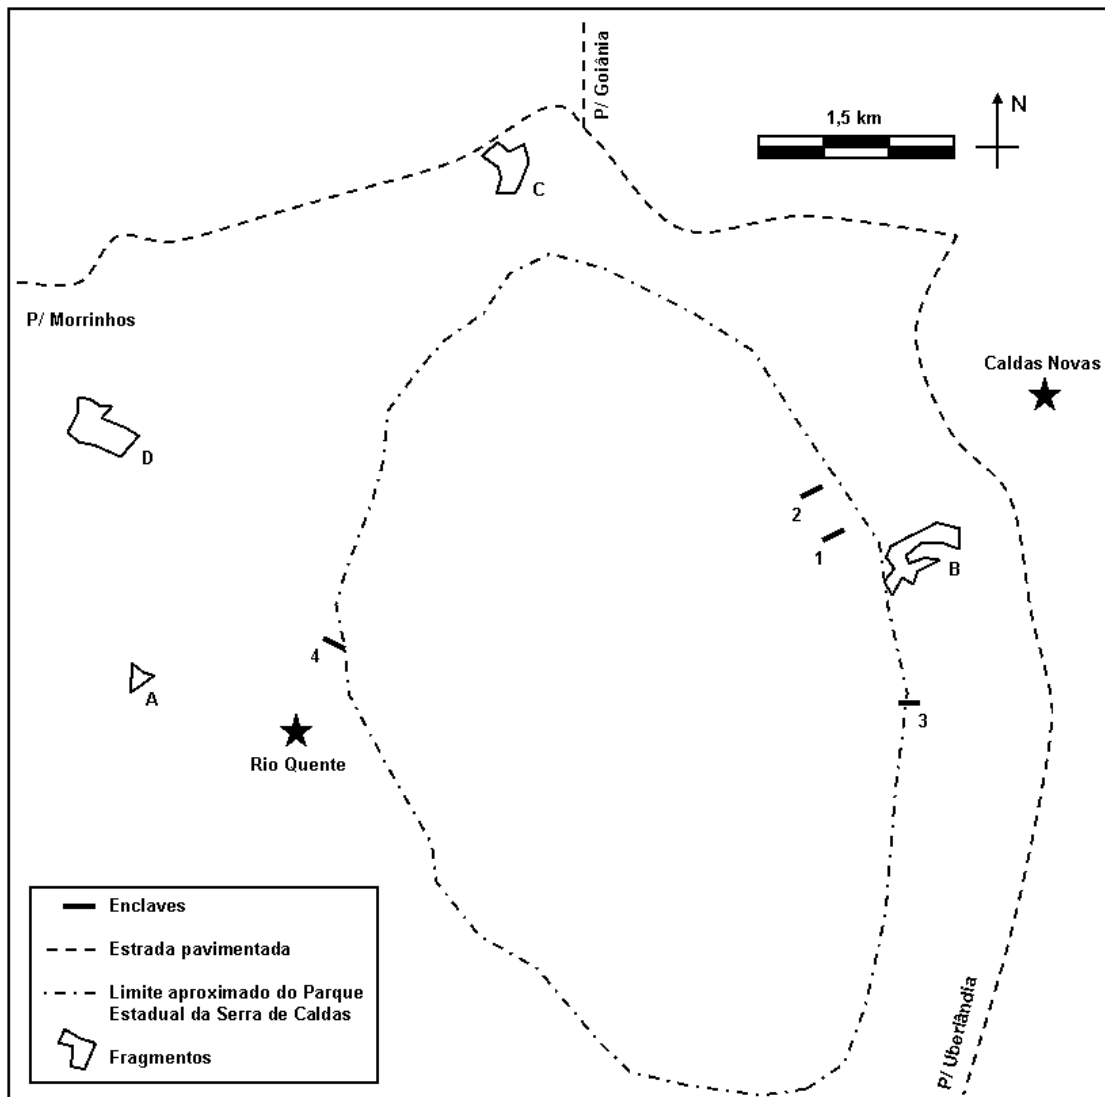 P/ Goiânia
1,5 km
N
C
P/ Morrinhos
Caldas Novas
D
2
1
B
4
A
3
Rio Quente
Enclaves
Estrada pavimentada
Limite aproximado do Parque
Estadual da Serra de Caldas
Fragmentos
P/ Uberlândia